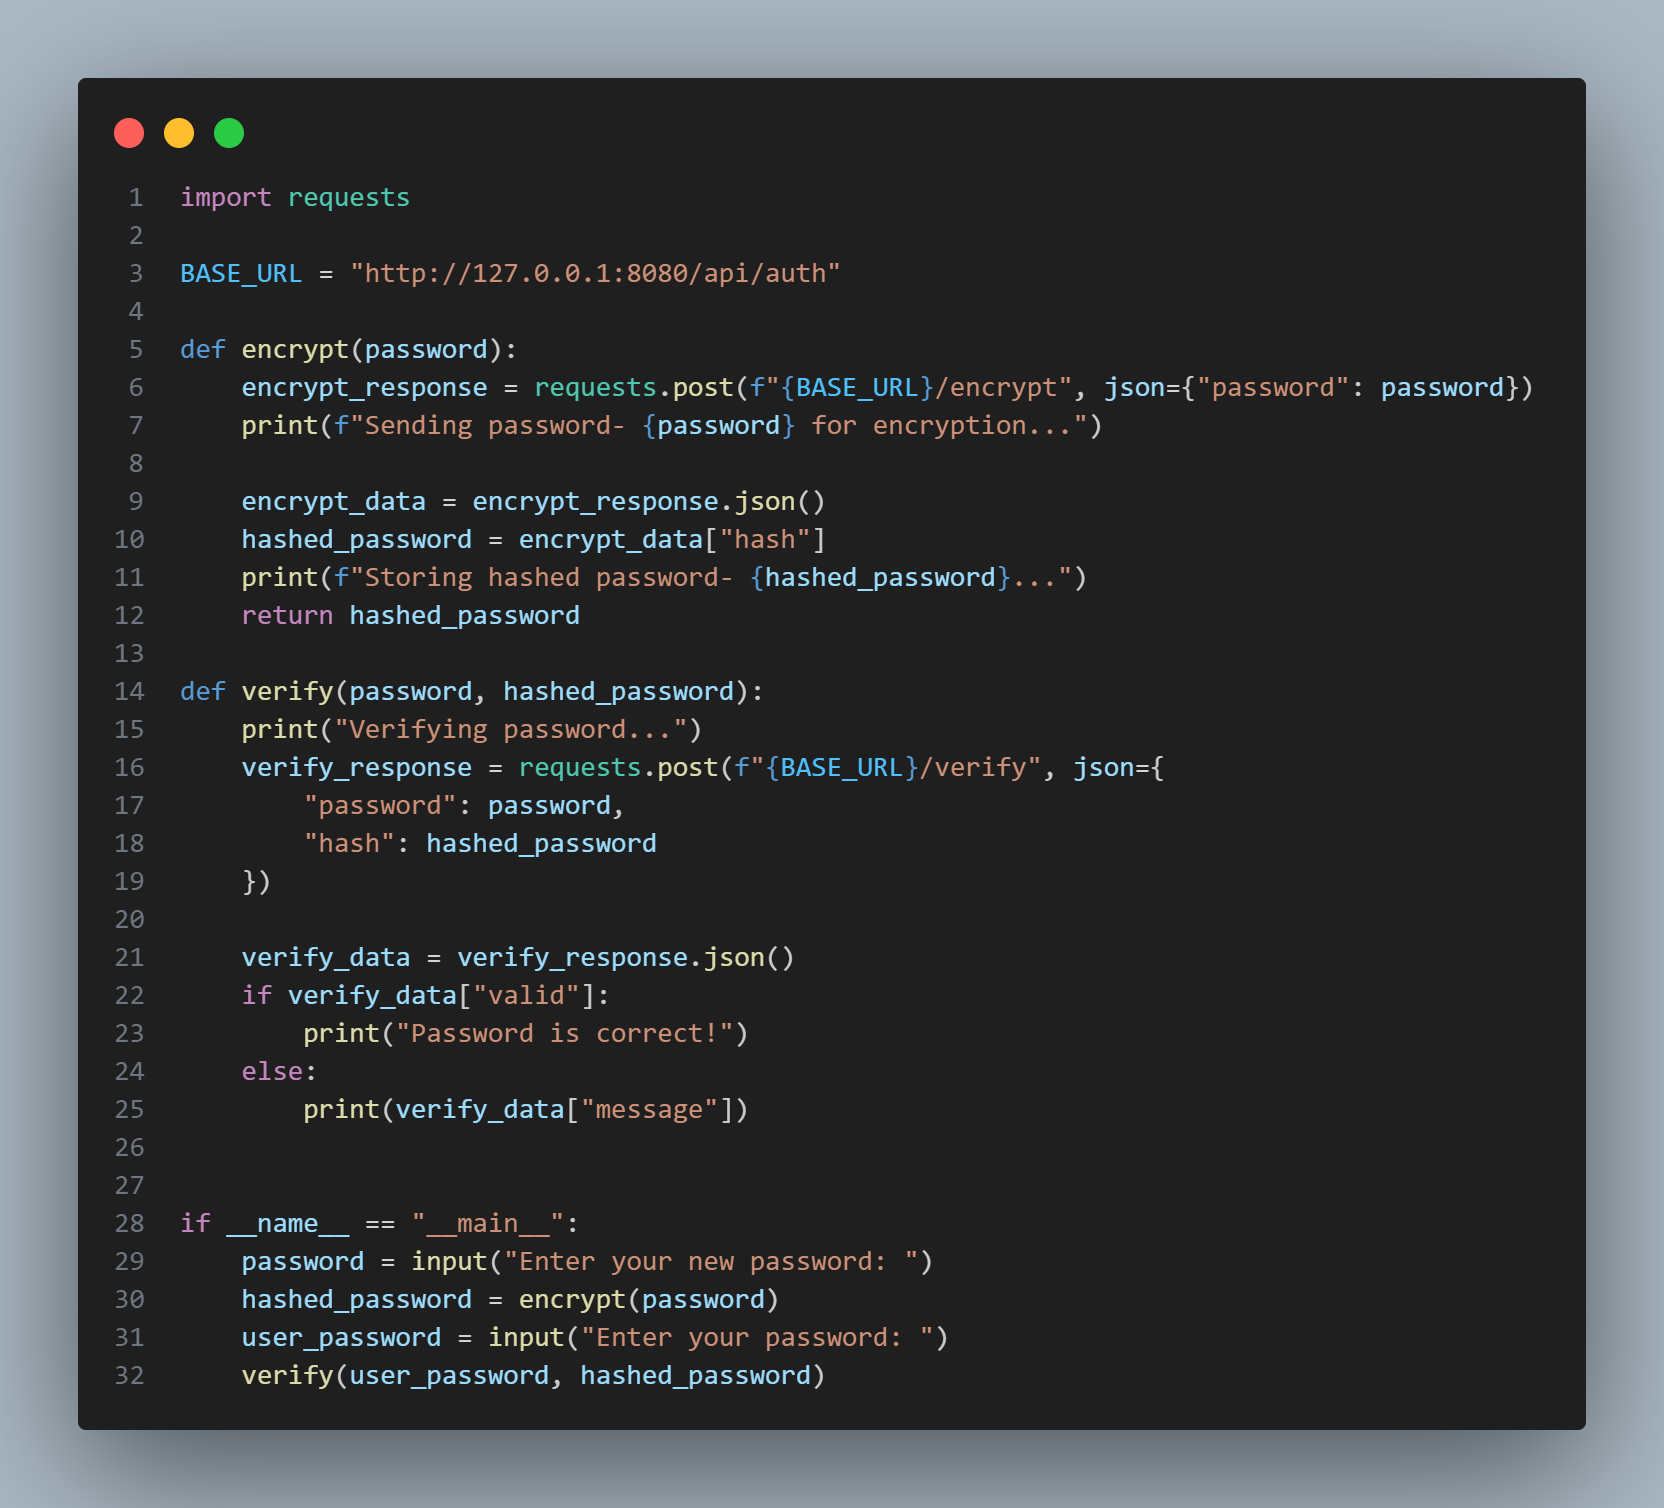 1 import requests
2
3 BASE_URL = "http://127.0.0.1:8080/api/auth"
4
5 def encrypt(password):
6     encrypt_response = requests.post(f"{BASE_URL}/encrypt", json={"password": password})
7     print(f"Sending password- {password} for encryption...")
8
9     encrypt_data = encrypt_response.json()
10     hashed_password = encrypt_data["hash"]
11     print(f"Storing hashed password- {hashed_password}...")
12     return hashed_password
13
14 def verify(password, hashed_password):
15     print("Verifying password...")
16     verify_response = requests.post(f"{BASE_URL}/verify", json={
17         "password": password,
18         "hash": hashed_password
19     })
20
21     verify_data = verify_response.json()
22     if verify_data["valid"]:
23         print("Password is correct!")
24     else:
25         print(verify_data["message"])
26
27
28 if __name__ == "__main__":
29     password = input("Enter your new password: ")
30     hashed_password = encrypt(password)
31     user_password = input("Enter your password: ")
32     verify(user_password, hashed_password)